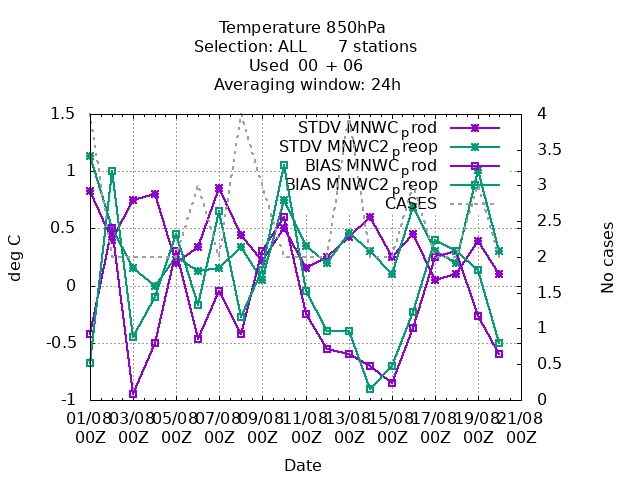 Temperature 850hPa
Selection: ALL 7 stations
Used 00 + 06
Averaging window: 24h
1.5
1
0.5
0
-0.5
-1
4
3.5
3
2.5
2
1.5
1
0.5
0
deg C
No cases
STDV MNWCprod
STDV MNWC2preop
BIAS MNWCprod
BIAS MNWC2preop
CASES
01/08 03/08 05/08 07/08 09/08 11/08 13/08 15/08 17/08 19/08 21/08
00Z 00Z 00Z 00Z 00Z 00Z 00Z 00Z 00Z 00Z 00Z
Date